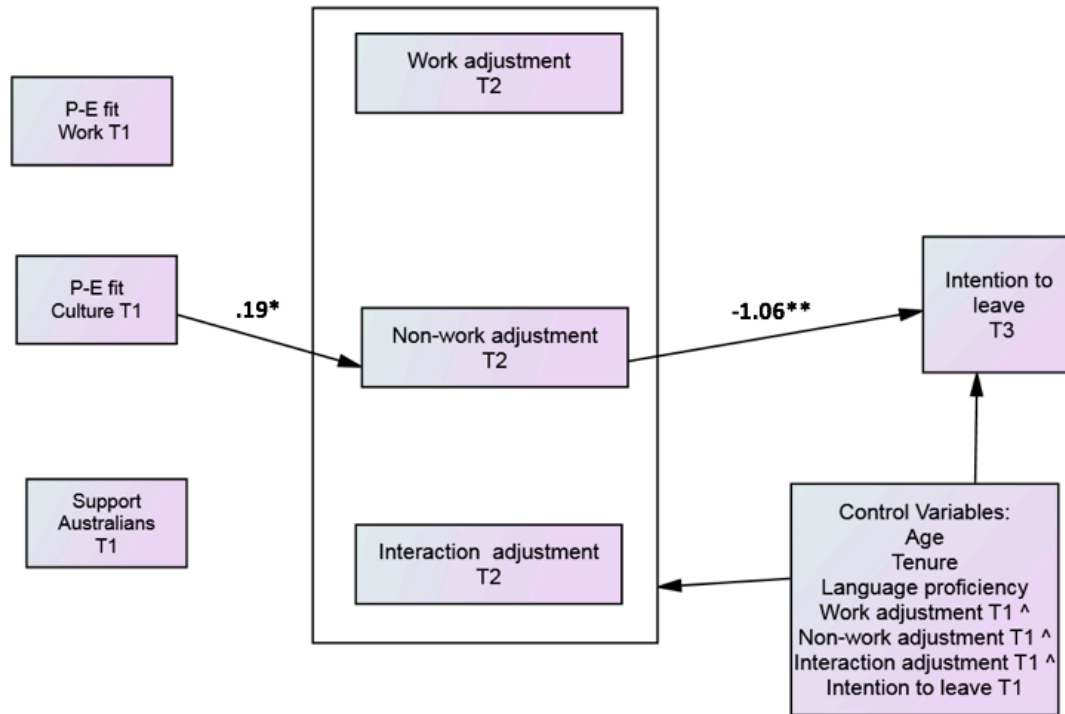 Work adjustment
T2
P-E fit
Work T1
P-E fit
Culture T1
.19*
Non-work adjustment
T2
-1.06**
Intention to
leave
T3
Support
Australians
T1
Interaction adjustment
T2
Control Variables:
Age
Tenure
Language proficiency
Work adjustment T1 ^
Non-work adjustment T1 ^
Interaction adjustment T1 ^
Intention to leave T1